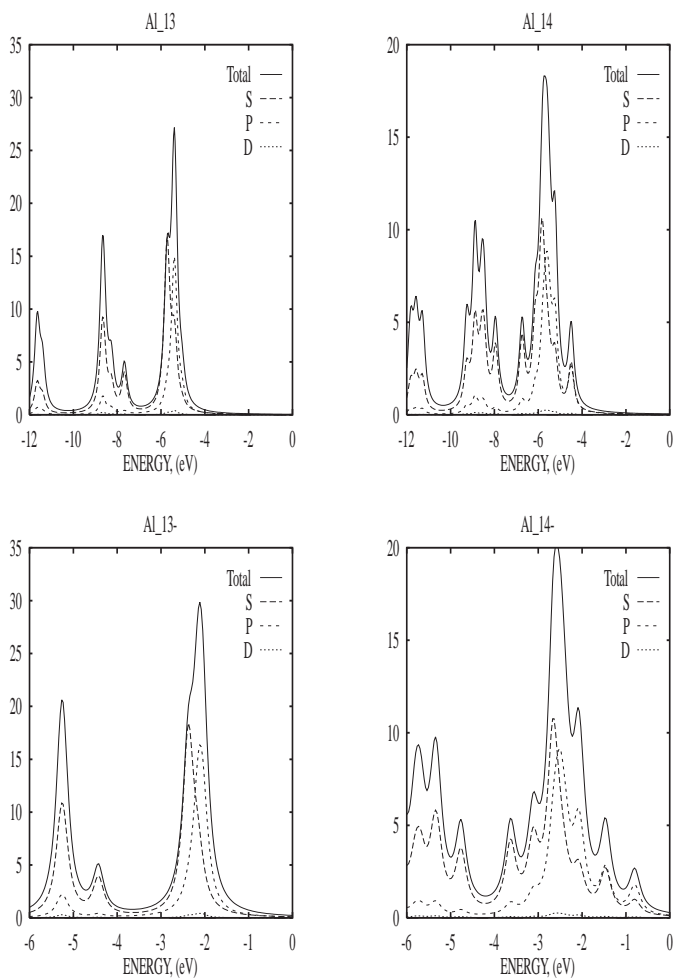 Al_13
35
30
25
20
15
10
5
0
Total
S
P
D
-12 -10 -8 -6 -4 -2 0
ENERGY, (eV)
Al_14
20
15
10
5
0
Total
S
P
D
-12 -10 -8 -6 -4 -2 0
ENERGY, (eV)
Al_13-
35
30
25
20
15
10
5
0
Total
S
P
D
-6 -5 -4 -3 -2 -1 0
ENERGY, (eV)
Al_14-
20
15
10
5
0
Total
S
P
D
-6 -5 -4 -3 -2 -1 0
ENERGY, (eV)